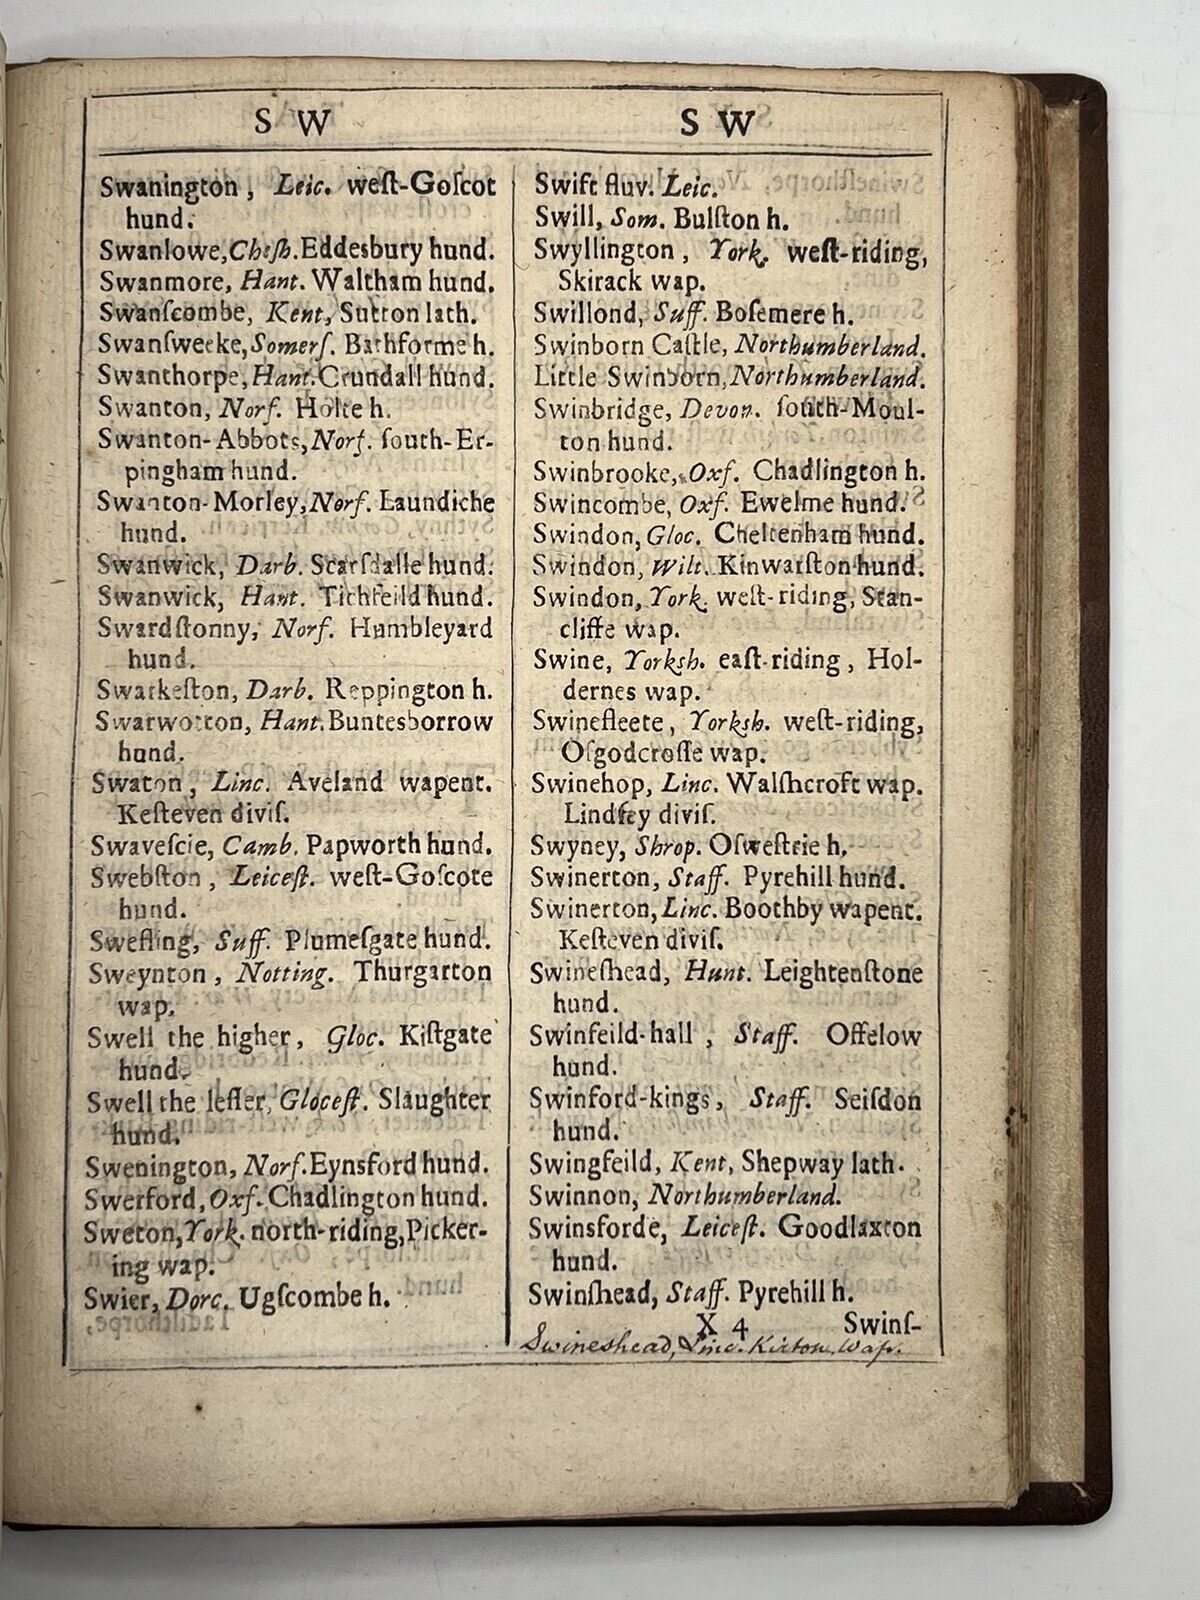 S W
Swanington, Leic. weſt-Goſcot
hund.
Swanlowe, Cheſh. Eddesbury hund.
Swanmore, Hant. Waltham hund.
Swanſcombe, Kent, Sutton lath.
Swanſweeke, Somerſ. Bathforme h.
Swanthorpe, Hant. Crundall hund.
Swanton, Norf. Holte h.
Swanton-Abbots, Norf. ſouth-Er-
pingham hund.
Swanton-Morley, Norf. Laundiche
hund.
Swanwick, Darb. Scarſdalle hund.
Swanwick, Hant. Tichfeild hund.
Swardſtonny, Norf. Humbleyard
hund.
Swarkeſton, Darb. Reppington h.
Swarwotton, Hant. Buntesborrow
hund.
Swaton, Linc. Aveland wapent.
Keſteven diviſ.
Swaveſcie, Camb. Papworth hund.
Swebſton, Leiceſt. weſt-Goſcote
hund.
Swefling, Suff. Plumeſgate hund.
Sweynton, Notting. Thurgarton
wap.
Swell the higher, Gloc. Kiſtgate
hund.
Swell the leſſer, Gloceſt. Slaughter
hund.
Swenington, Norf. Eynsford hund.
Swerford, Oxf. Chadlington hund.
Sweton, York. north-riding, Picker-
ing wap.
Swier, Dorc. Ugſcombe h.
S W
Swift fluv. Leic.
Swill, Som. Bulſton h.
Swyllington, York. weſt-riding,
Skirack wap.
Swillond, Suff. Boſemere h.
Swinborn Caſtle, Northumberland.
Little Swinborn, Northumberland.
Swinbridge, Devon. ſouth-Moul-
ton hund.
Swinbrooke, Oxf. Chadlington h.
Swincombe, Oxf. Ewelme hund.
Swindon, Gloc. Cheltenham hund.
Swindon, Wilt. Kinwarſton hund.
Swindon, York. weſt-riding, Stan-
cliffe wap.
Swine, Yorksh. eaſt-riding, Hol-
dernes wap.
Swinefleete, Yorksh. weſt-riding,
Oſgodcroſſe wap.
Swinehop, Linc. Walſhcroft wap.
Lindſey diviſ.
Swyney, Shrop. Oſweſtrie h.
Swinerton, Staff. Pyrehill hund.
Swinerton, Linc. Boothby wapent.
Keſteven diviſ.
Swineſhead, Hunt. Leightenſtone
hund.
Swinfeild-hall, Staff. Offelow
hund.
Swinford-kings, Staff. Seiſdon
hund.
Swingfeild, Kent, Shepway lath.
Swinnon, Northumberland.
Swinsforde, Leiceſt. Goodlaxton
hund.
Swinſhead, Staff. Pyrehill h.
X 4 Swinſ-
Swineshead, Linc. Kirton, Wap.